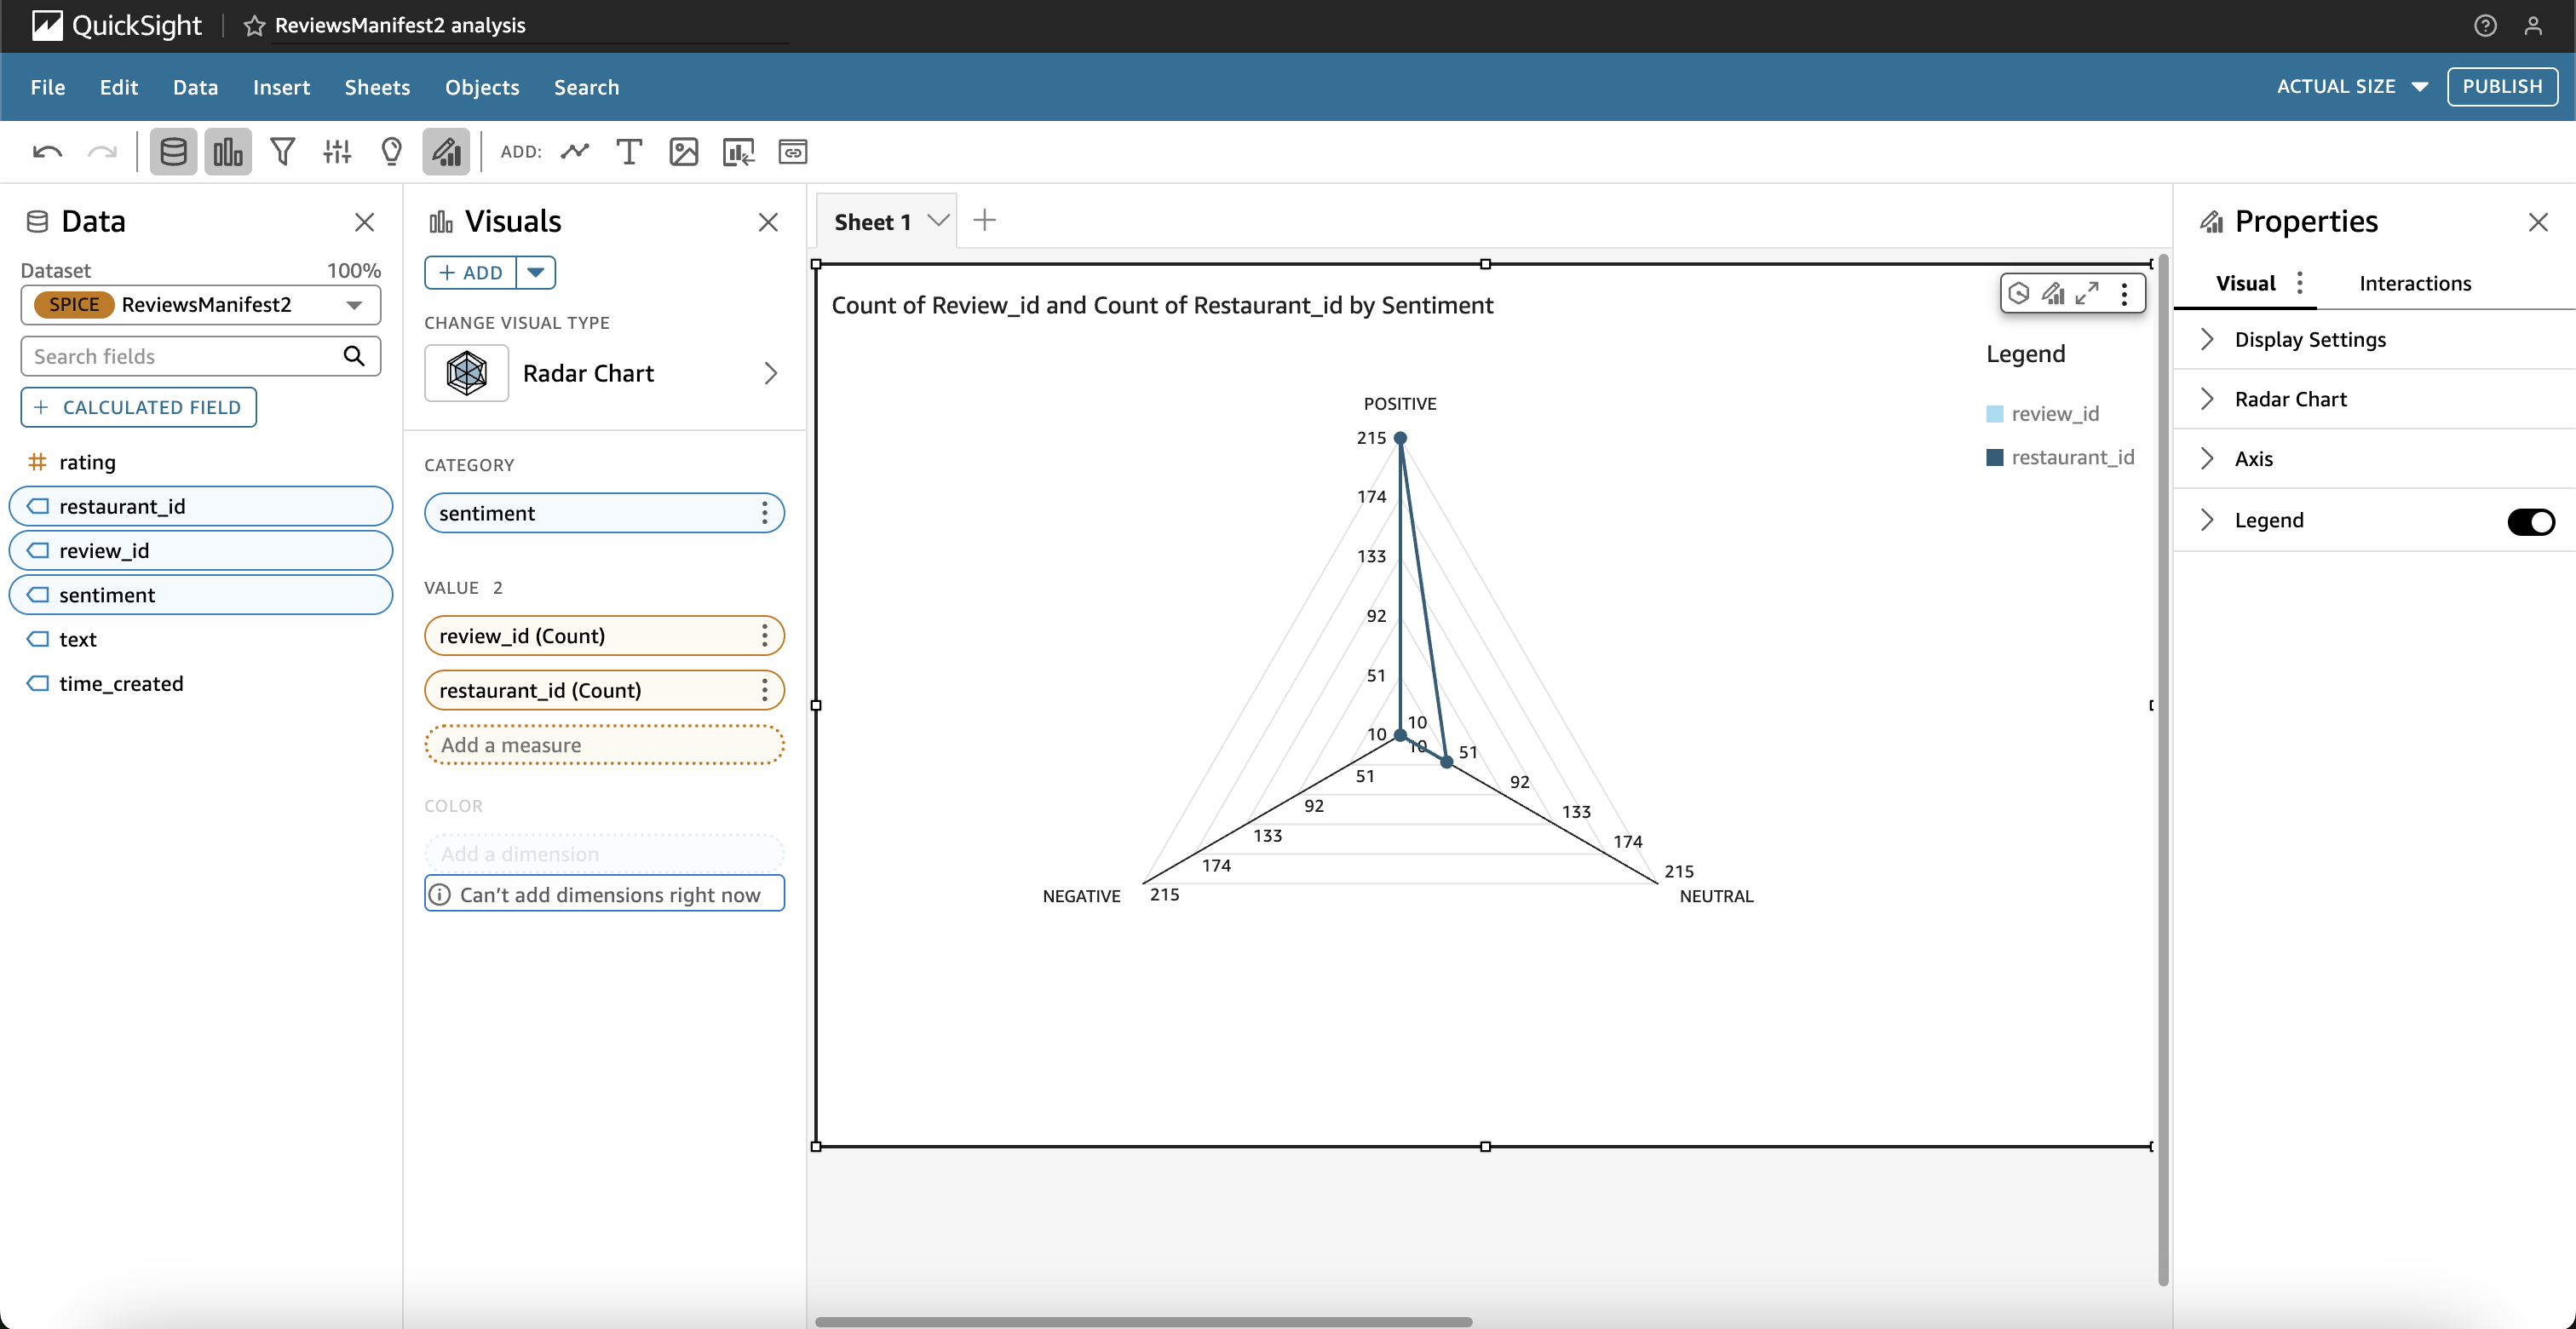 QuickSight
ReviewsManifest2 analysis
File Edit Data Insert Sheets Objects Search
ACTUAL SIZE
PUBLISH
ADD:
Data
Dataset 100%
SPICE ReviewsManifest2
Search fields
+ CALCULATED FIELD
# rating
restaurant_id
review_id
sentiment
text
time_created
Visuals
+ ADD
CHANGE VISUAL TYPE
Radar Chart
CATEGORY
sentiment
VALUE 2
review_id (Count)
restaurant_id (Count)
Add a measure
COLOR
Add a dimension
Can't add dimensions right now
Sheet 1
Count of Review_id and Count of Restaurant_id by Sentiment
Legend
review_id
restaurant_id
POSITIVE
215
174
133
92
51
10
10
10
51
51
92
92
133
133
174
174
215
215
NEGATIVE
NEUTRAL
Properties
Visual Interactions
Display Settings
Radar Chart
Axis
Legend